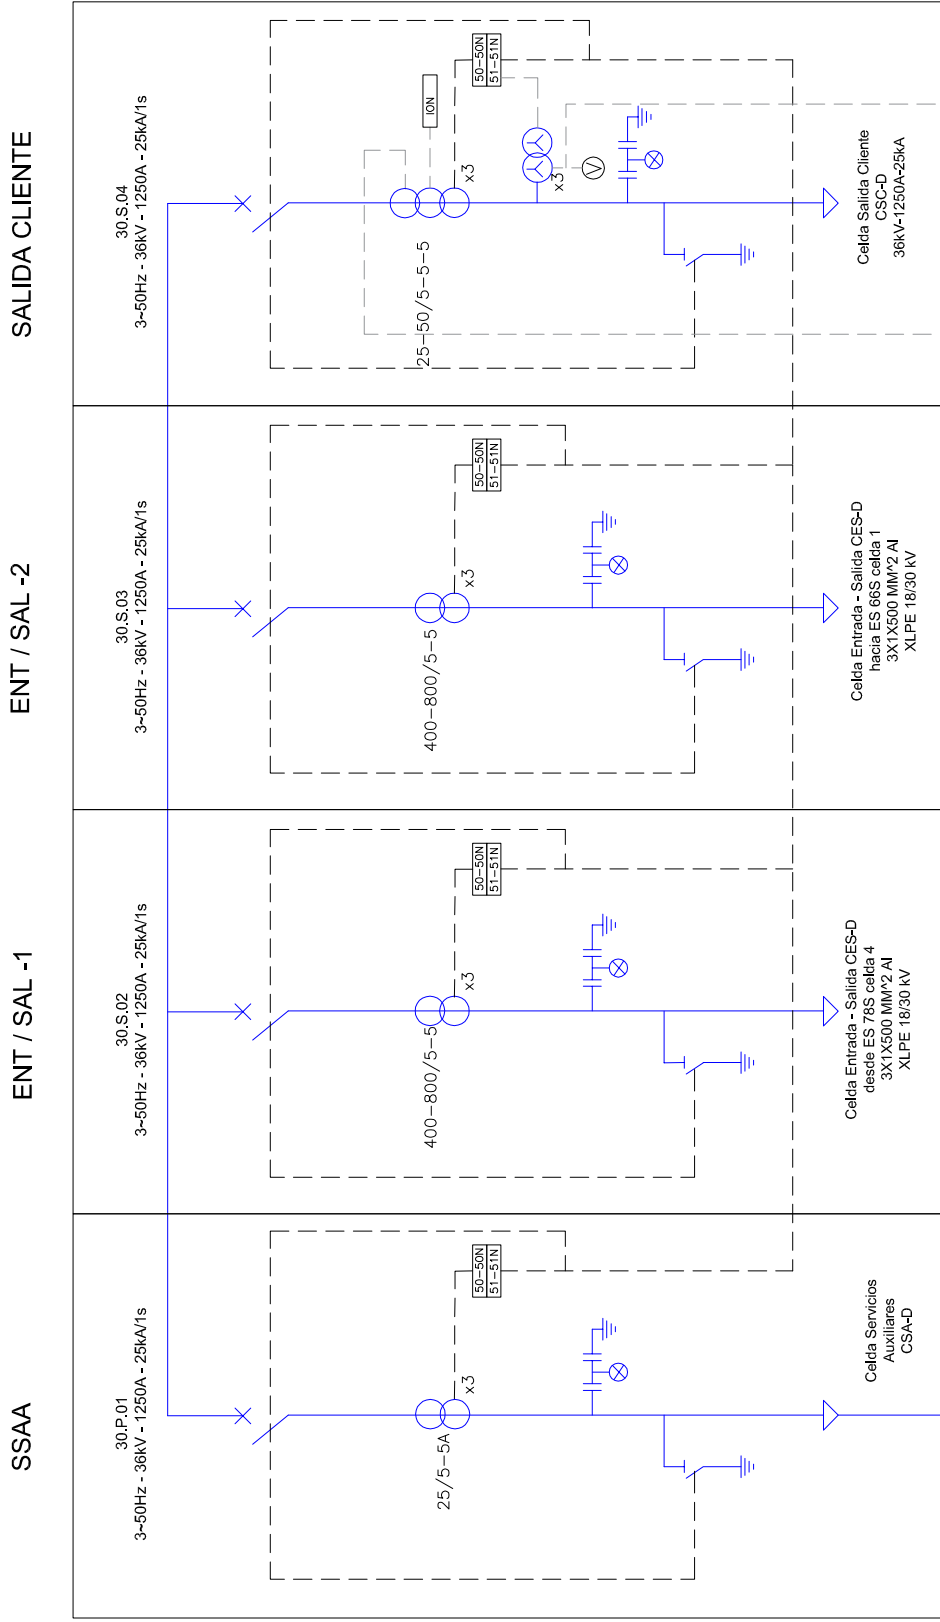 SSAA
30.P.01
3~50Hz - 36kV - 1250A - 25kA/1s
25/5-5A
x3
50-50N
51-51N
Celda Servicios
Auxiliares
CSA-D
ENT / SAL -1
30.S.02
3~50Hz - 36kV - 1250A - 25kA/1s
400-800/5-5
x3
50-50N
51-51N
Celda Entrada - Salida CES-D
desde ES 78S celda 4
3X1X500 MM^2 Al
XLPE 18/30 kV
ENT / SAL -2
30.S.03
3~50Hz - 36kV - 1250A - 25kA/1s
400-800/5-5
x3
50-50N
51-51N
Celda Entrada - Salida CES-D
hacia ES 66S celda 1
3X1X500 MM^2 Al
XLPE 18/30 kV
SALIDA CLIENTE
30.S.04
3~50Hz - 36kV - 1250A - 25kA/1s
25-50/5-5-5
x3
ION
50-50N
51-51N
x3
V
Celda Salida Cliente
CSC-D
36kV-1250A-25kA